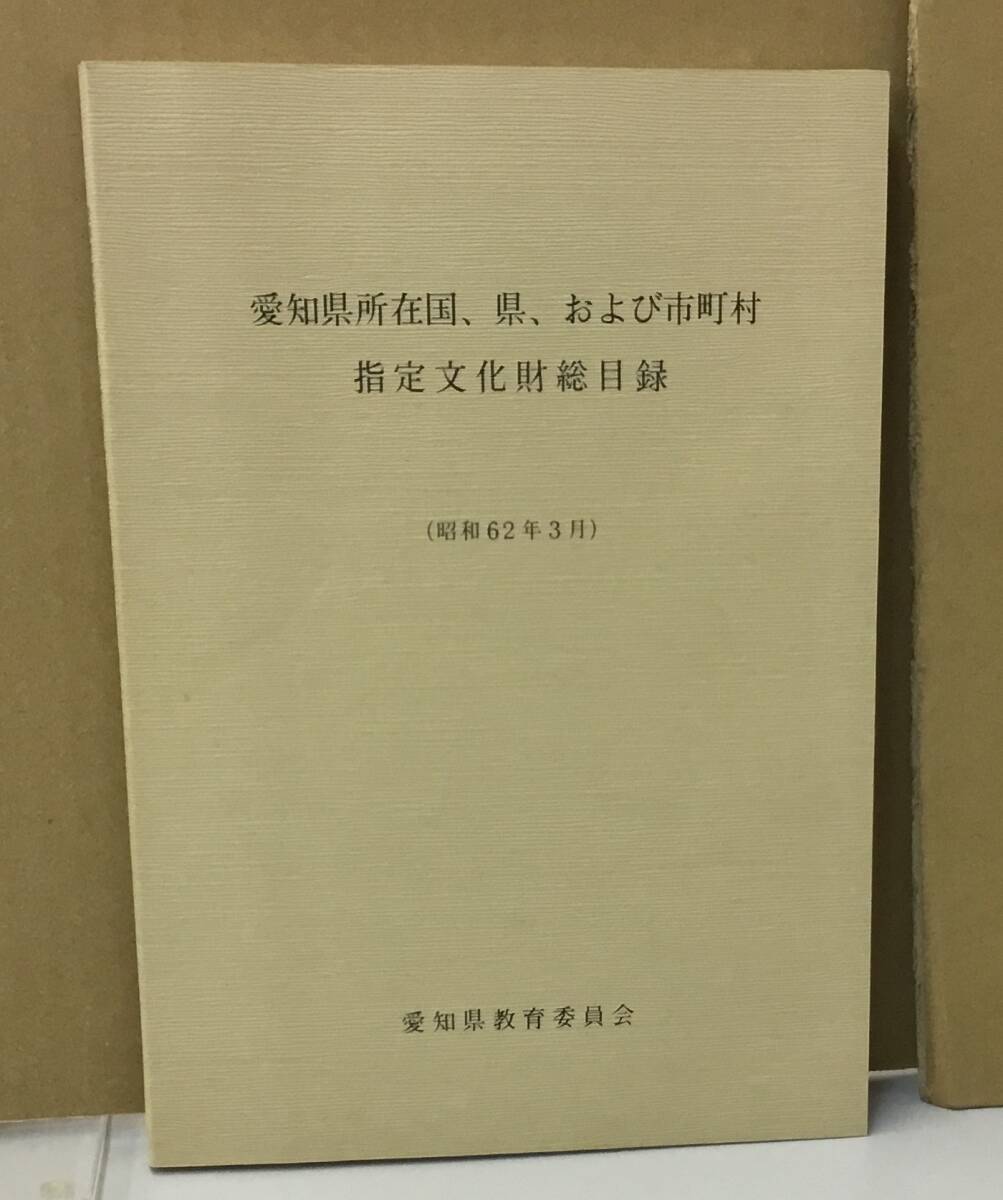 愛知県所在国、県、および市町村
指定文化財総目録
(昭和62年3月)
愛知県教育委員会